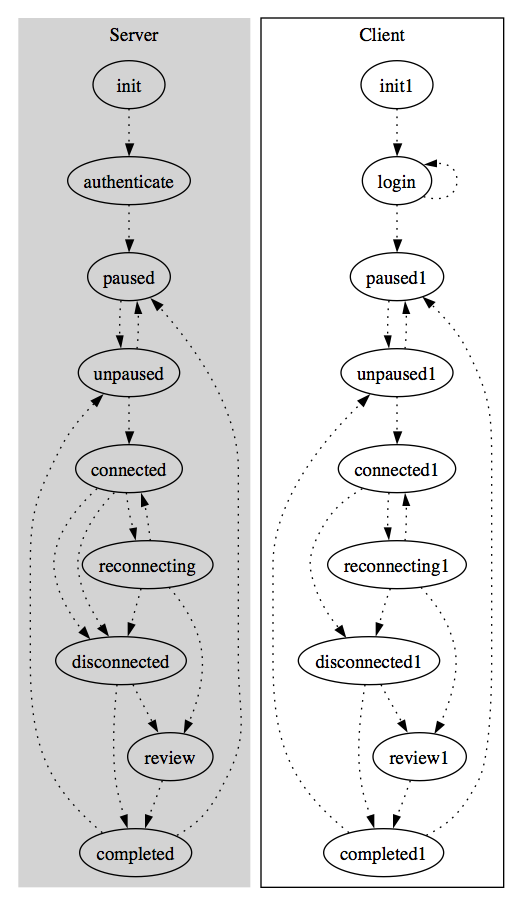 Server
init
authenticate
paused
unpaused
connected
reconnecting
disconnected
review
completed
Client
init1
login
paused1
unpaused1
connected1
reconnecting1
disconnected1
review1
completed1